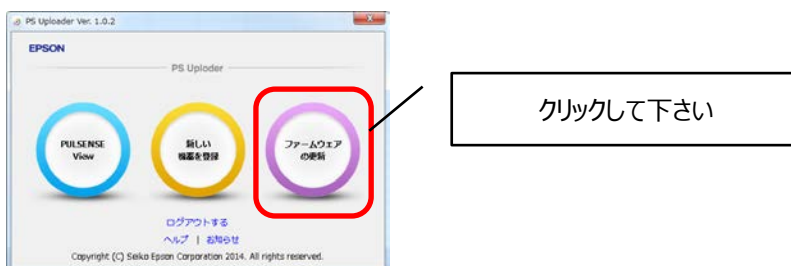 PS Uploader Ver. 1.0.2
EPSON
PS Uploder
PULSENSE
View
新しい
機器を登録
ファームウェア
の更新
クリックして下さい
ログアウトする
ヘルプ | お知らせ
Copyright (C) Seiko Epson Corporation 2014. All rights reserved.